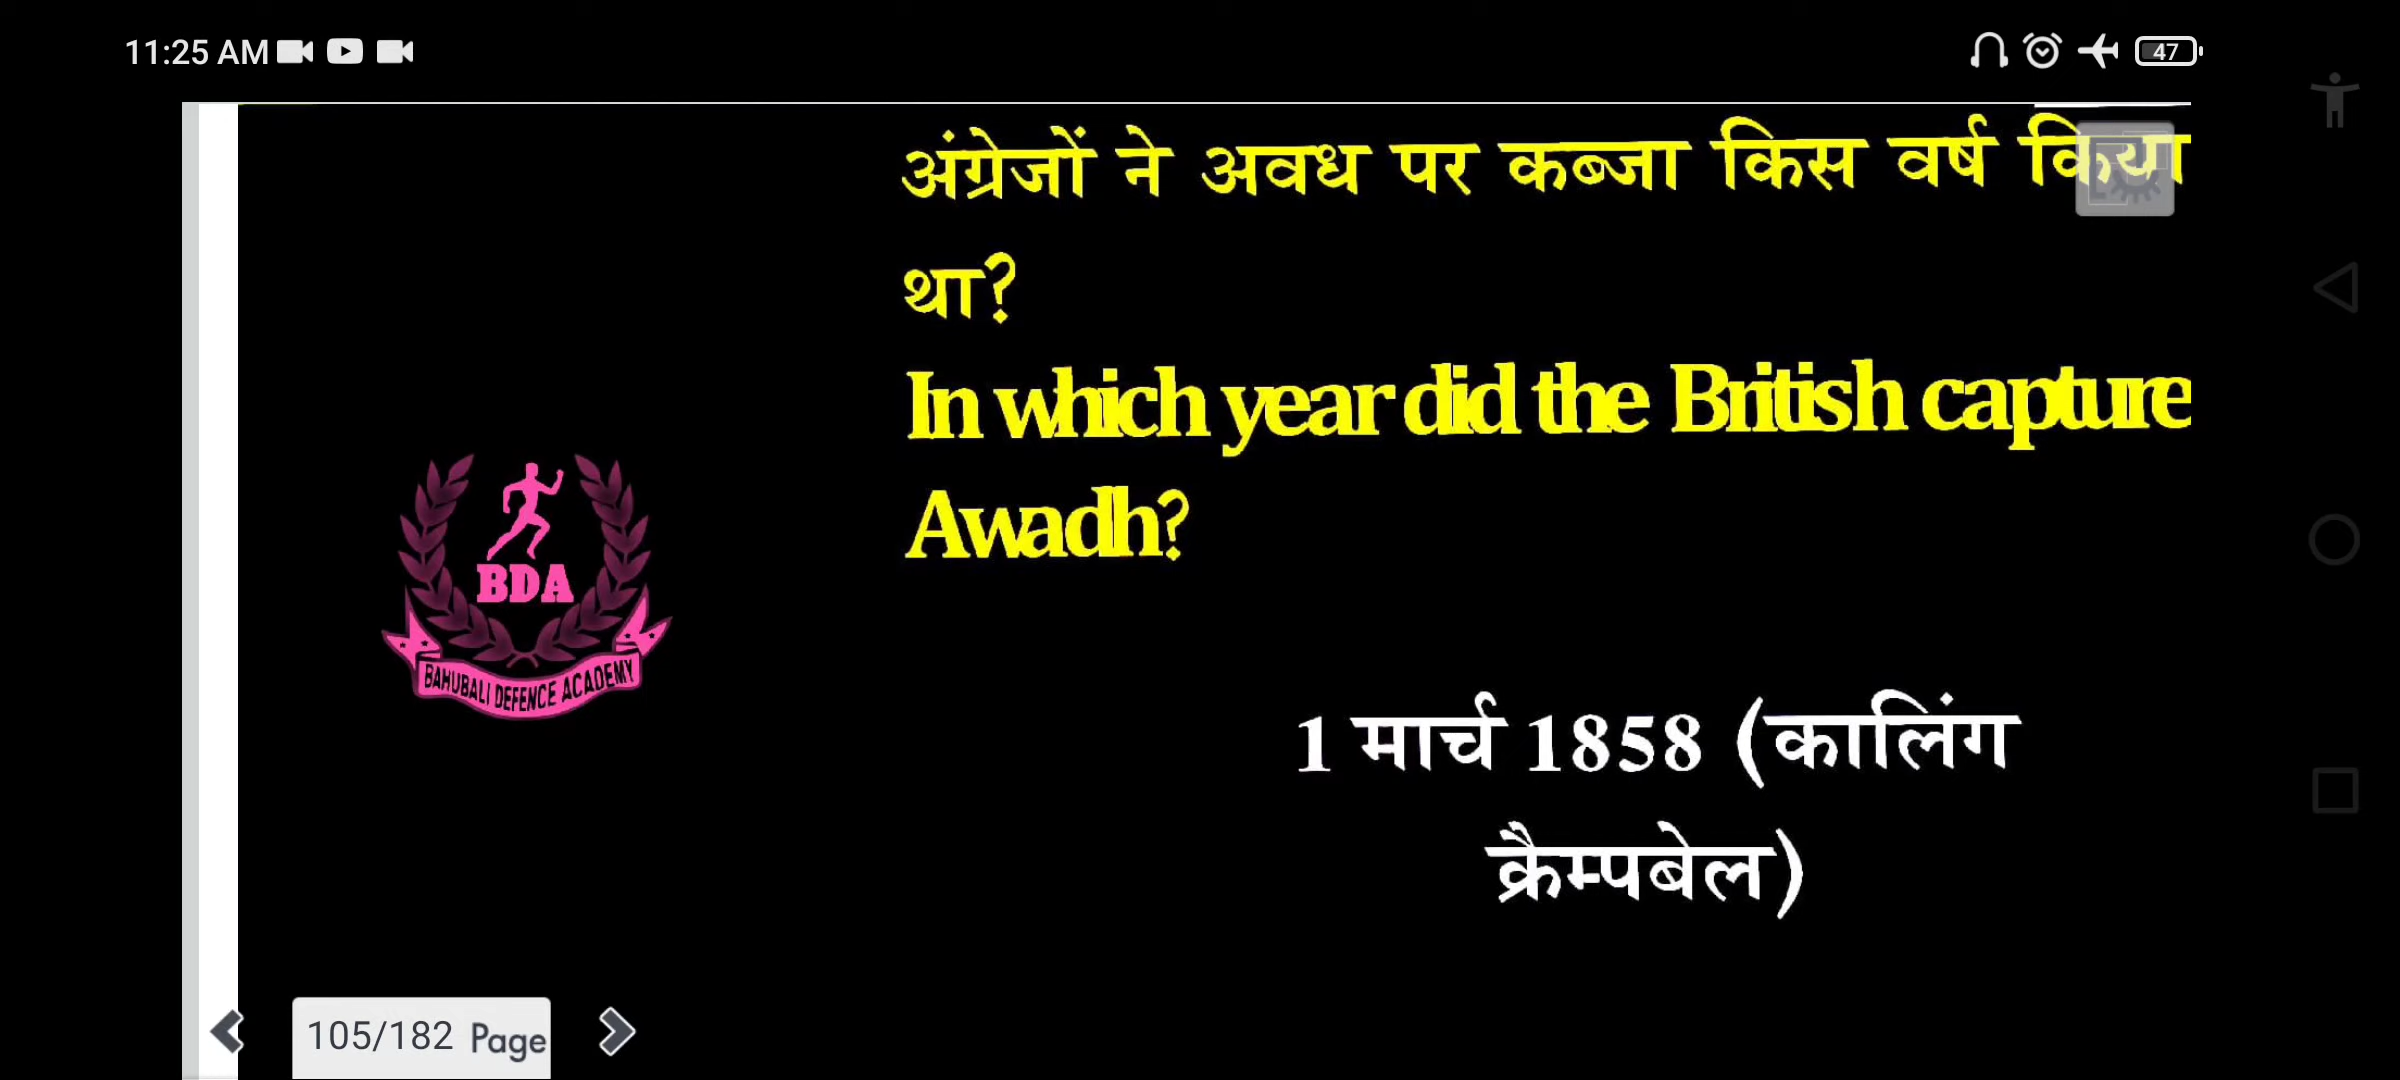 11:25 AM
47
अंग्रेजों ने अवध पर कब्जा किस वर्ष किया
था?
In which year did the British capture
Awadh?
BDA
BAHUBALI DEFENCE ACADEMY
1 मार्च 1858 (कालिंग
क्रैम्पबेल)
105/182 Page